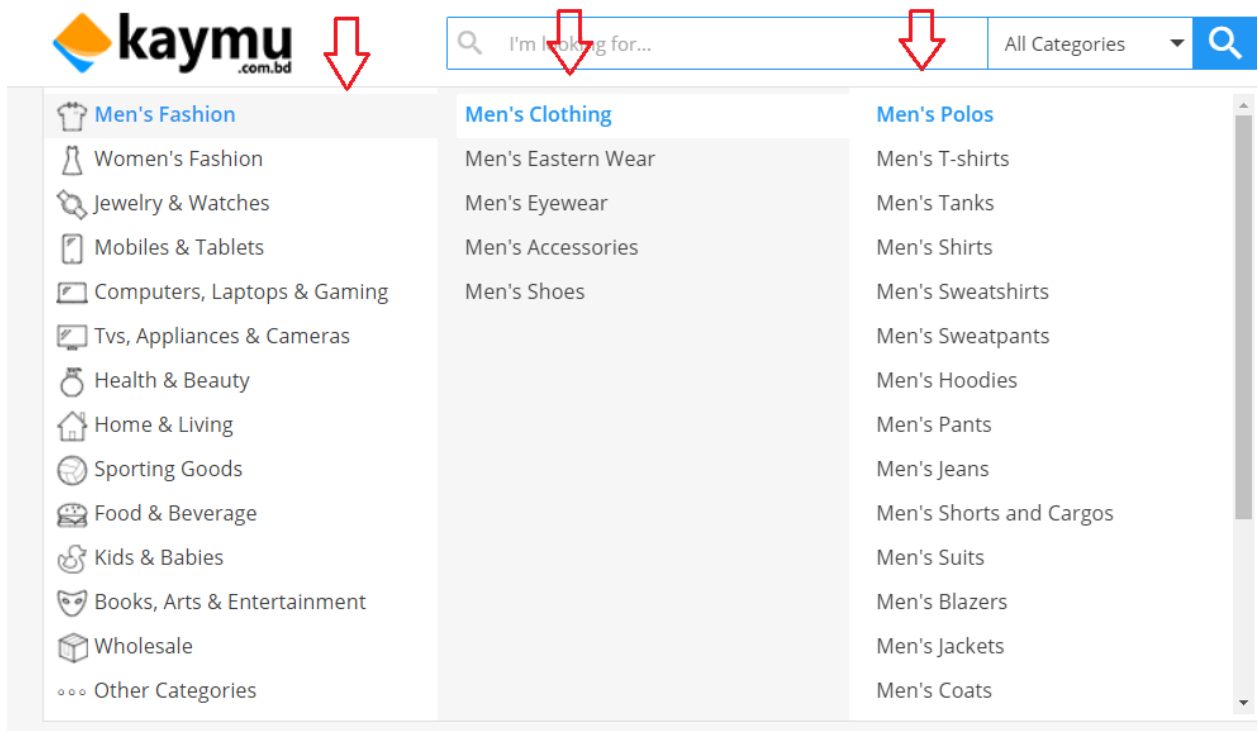 kaymu
.com.bd
I'm looking for...
All Categories
Men's Fashion
Women's Fashion
Jewelry & Watches
Mobiles & Tablets
Computers, Laptops & Gaming
Tvs, Appliances & Cameras
Health & Beauty
Home & Living
Sporting Goods
Food & Beverage
Kids & Babies
Books, Arts & Entertainment
Wholesale
Other Categories
Men's Clothing
Men's Eastern Wear
Men's Eyewear
Men's Accessories
Men's Shoes
Men's Polos
Men's T-shirts
Men's Tanks
Men's Shirts
Men's Sweatshirts
Men's Sweatpants
Men's Hoodies
Men's Pants
Men's Jeans
Men's Shorts and Cargos
Men's Suits
Men's Blazers
Men's Jackets
Men's Coats